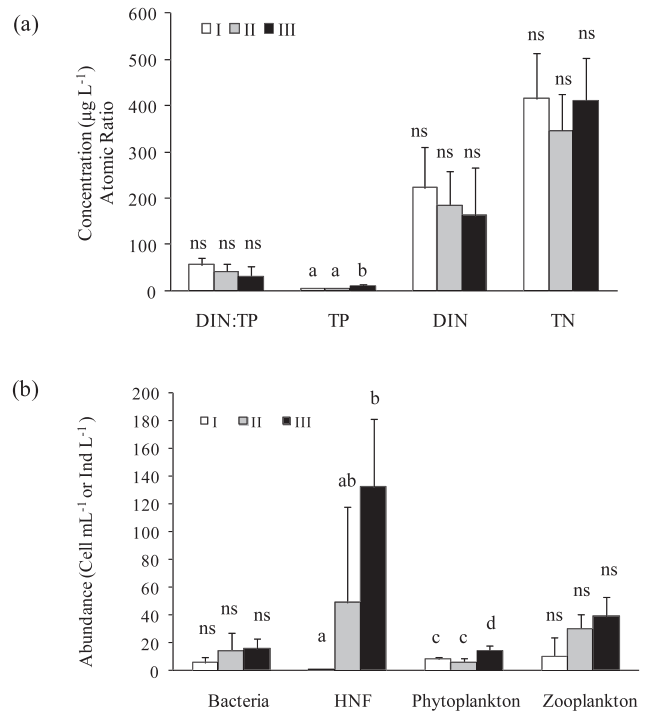 (a)
600
500
400
300
200
100
0
Concentration (µg L-1)
Atomic Ratio
I II III
ns ns ns
a a b
ns ns ns
ns ns ns
DIN:TP TP DIN TN
(b)
200
180
160
140
120
100
80
60
40
20
0
Abundance (Cell mL-1 or Ind L-1)
I II III
ns ns ns
a ab b
c c d
ns ns ns
Bacteria HNF Phytoplankton Zooplankton